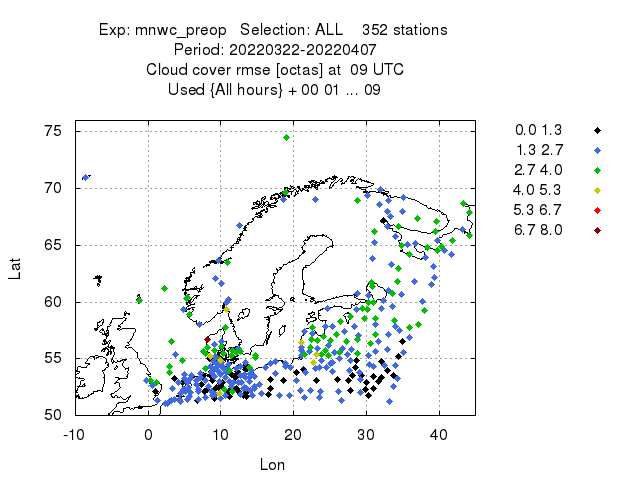 Exp: mnwc_preop   Selection: ALL    352 stations
Period: 20220322-20220407
Cloud cover rmse [octas] at  09 UTC
Used {All hours} + 00 01 ... 09
0.0 1.3
1.3 2.7
2.7 4.0
4.0 5.3
5.3 6.7
6.7 8.0
75
70
65
60
55
50
Lat
-10 0 10 20 30 40
Lon